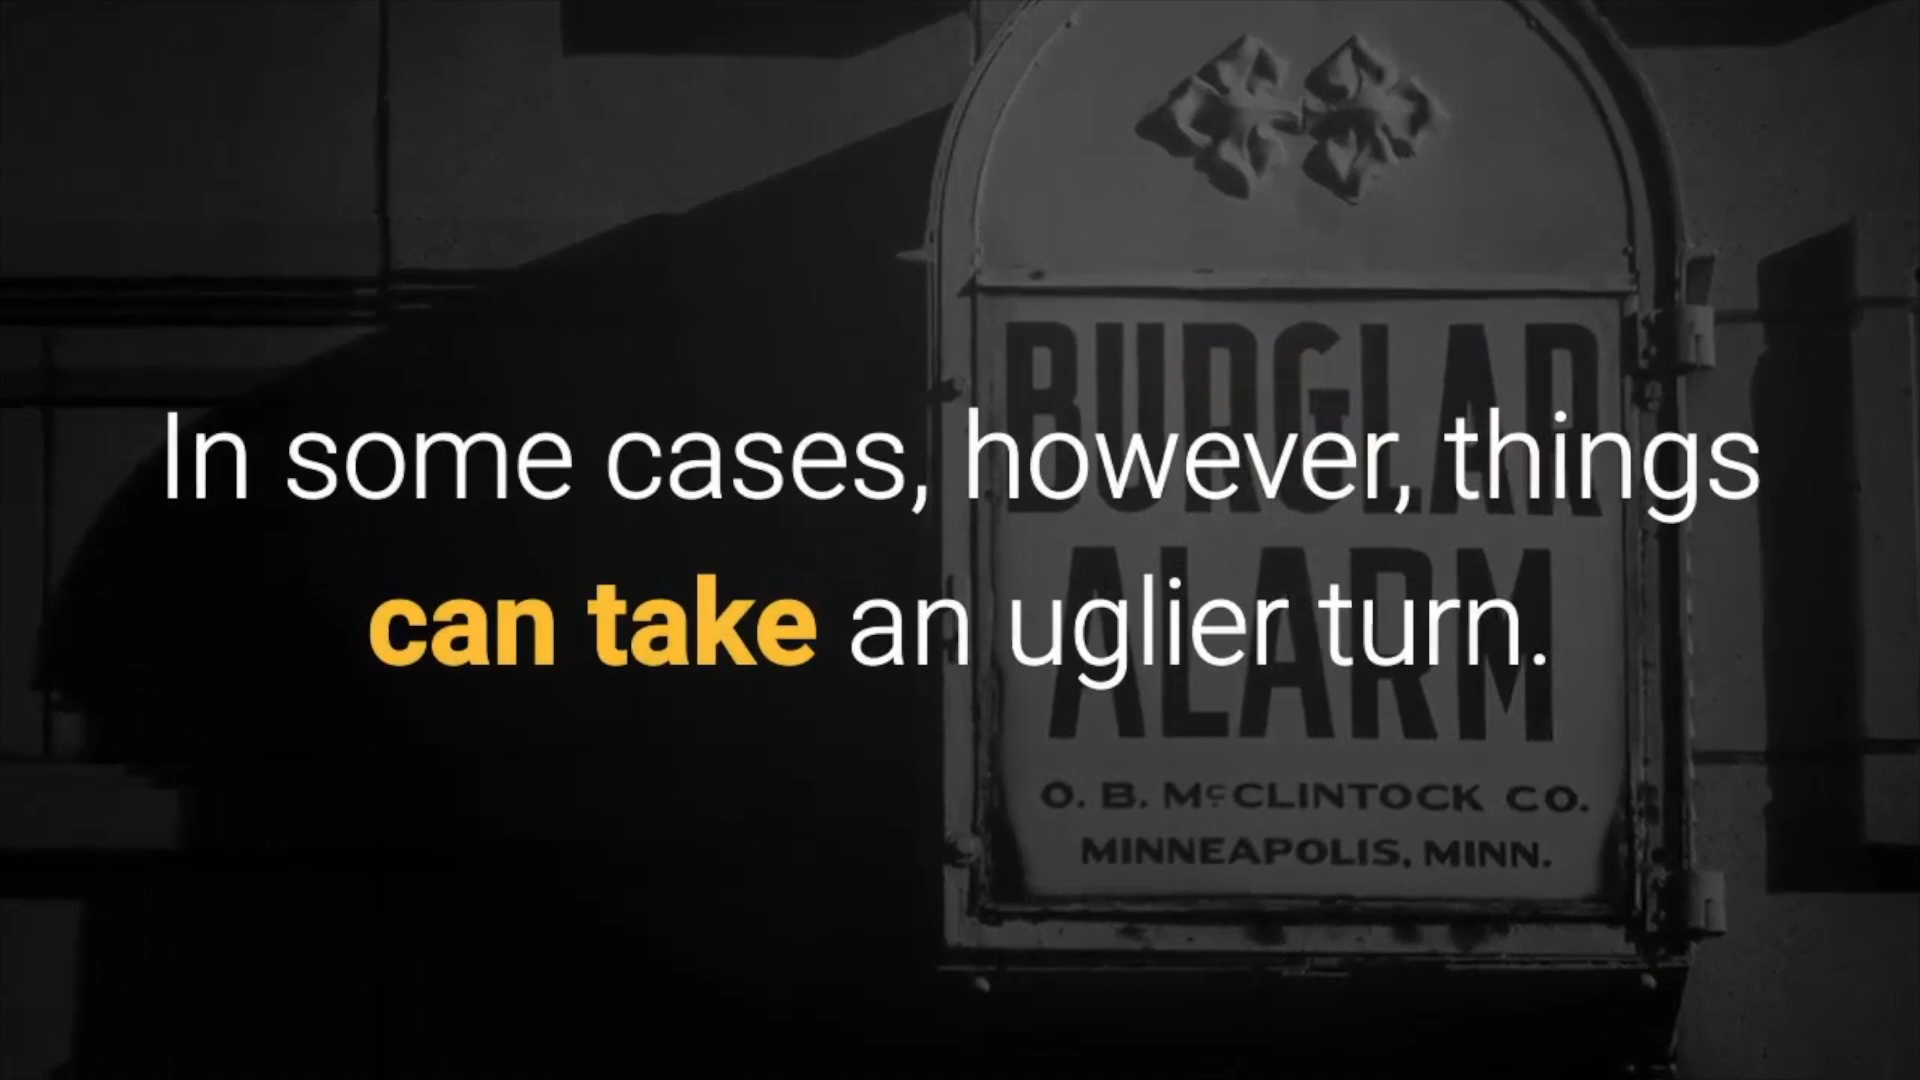 In some cases, however, things
can take an uglier turn.
BURGLAR
ALARM
O. B. McCLINTOCK CO.
MINNEAPOLIS, MINN.